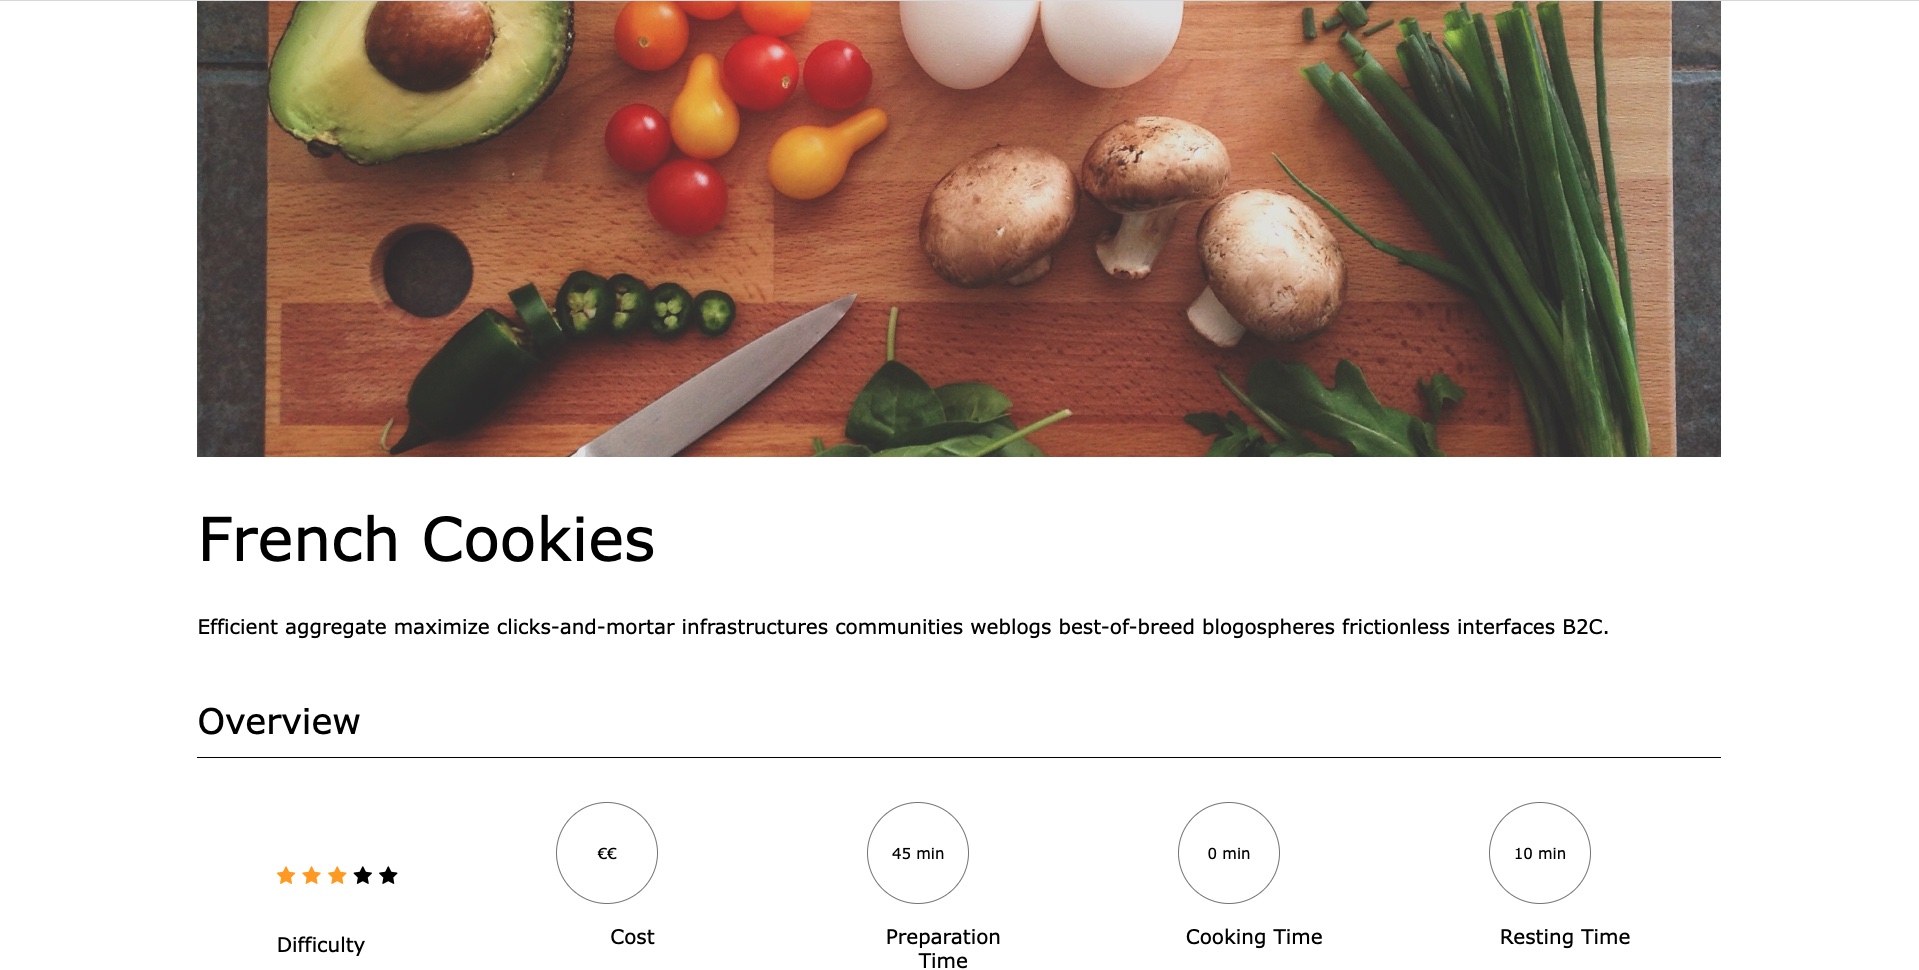 French Cookies
Efficient aggregate maximize clicks-and-mortar infrastructures communities weblogs best-of-breed blogospheres frictionless interfaces B2C.
Overview
€€
45 min
0 min
10 min
Difficulty
Cost
Preparation
Time
Cooking Time
Resting Time